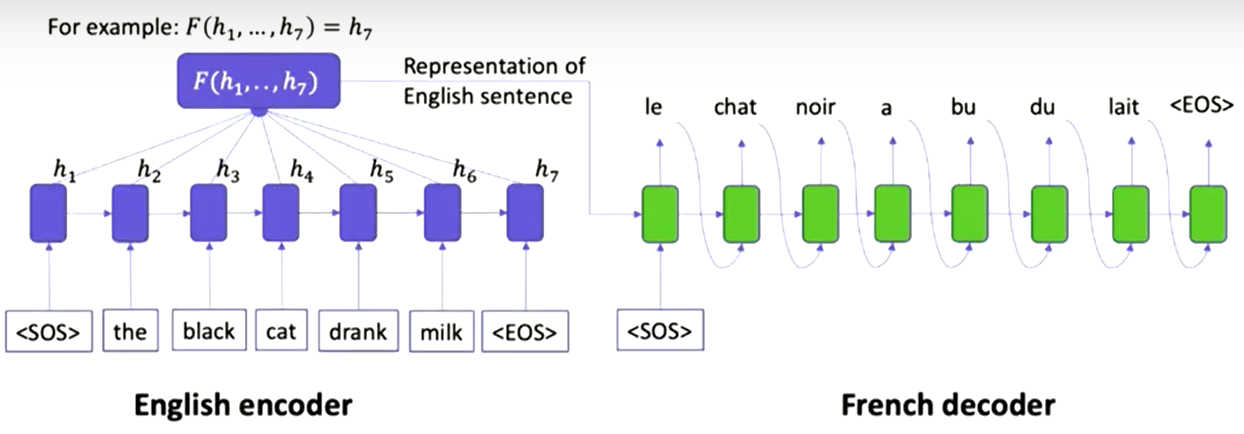 For example: F(h₁, ...,h₇) = h₇
F(h₁,..,h₇)
Representation of
English sentence
h₁ h₂ h₃ h₄ h₅ h₆ h₇
<SOS> the black cat drank milk <EOS>
English encoder
le chat noir a bu du lait <EOS>
<SOS>
French decoder